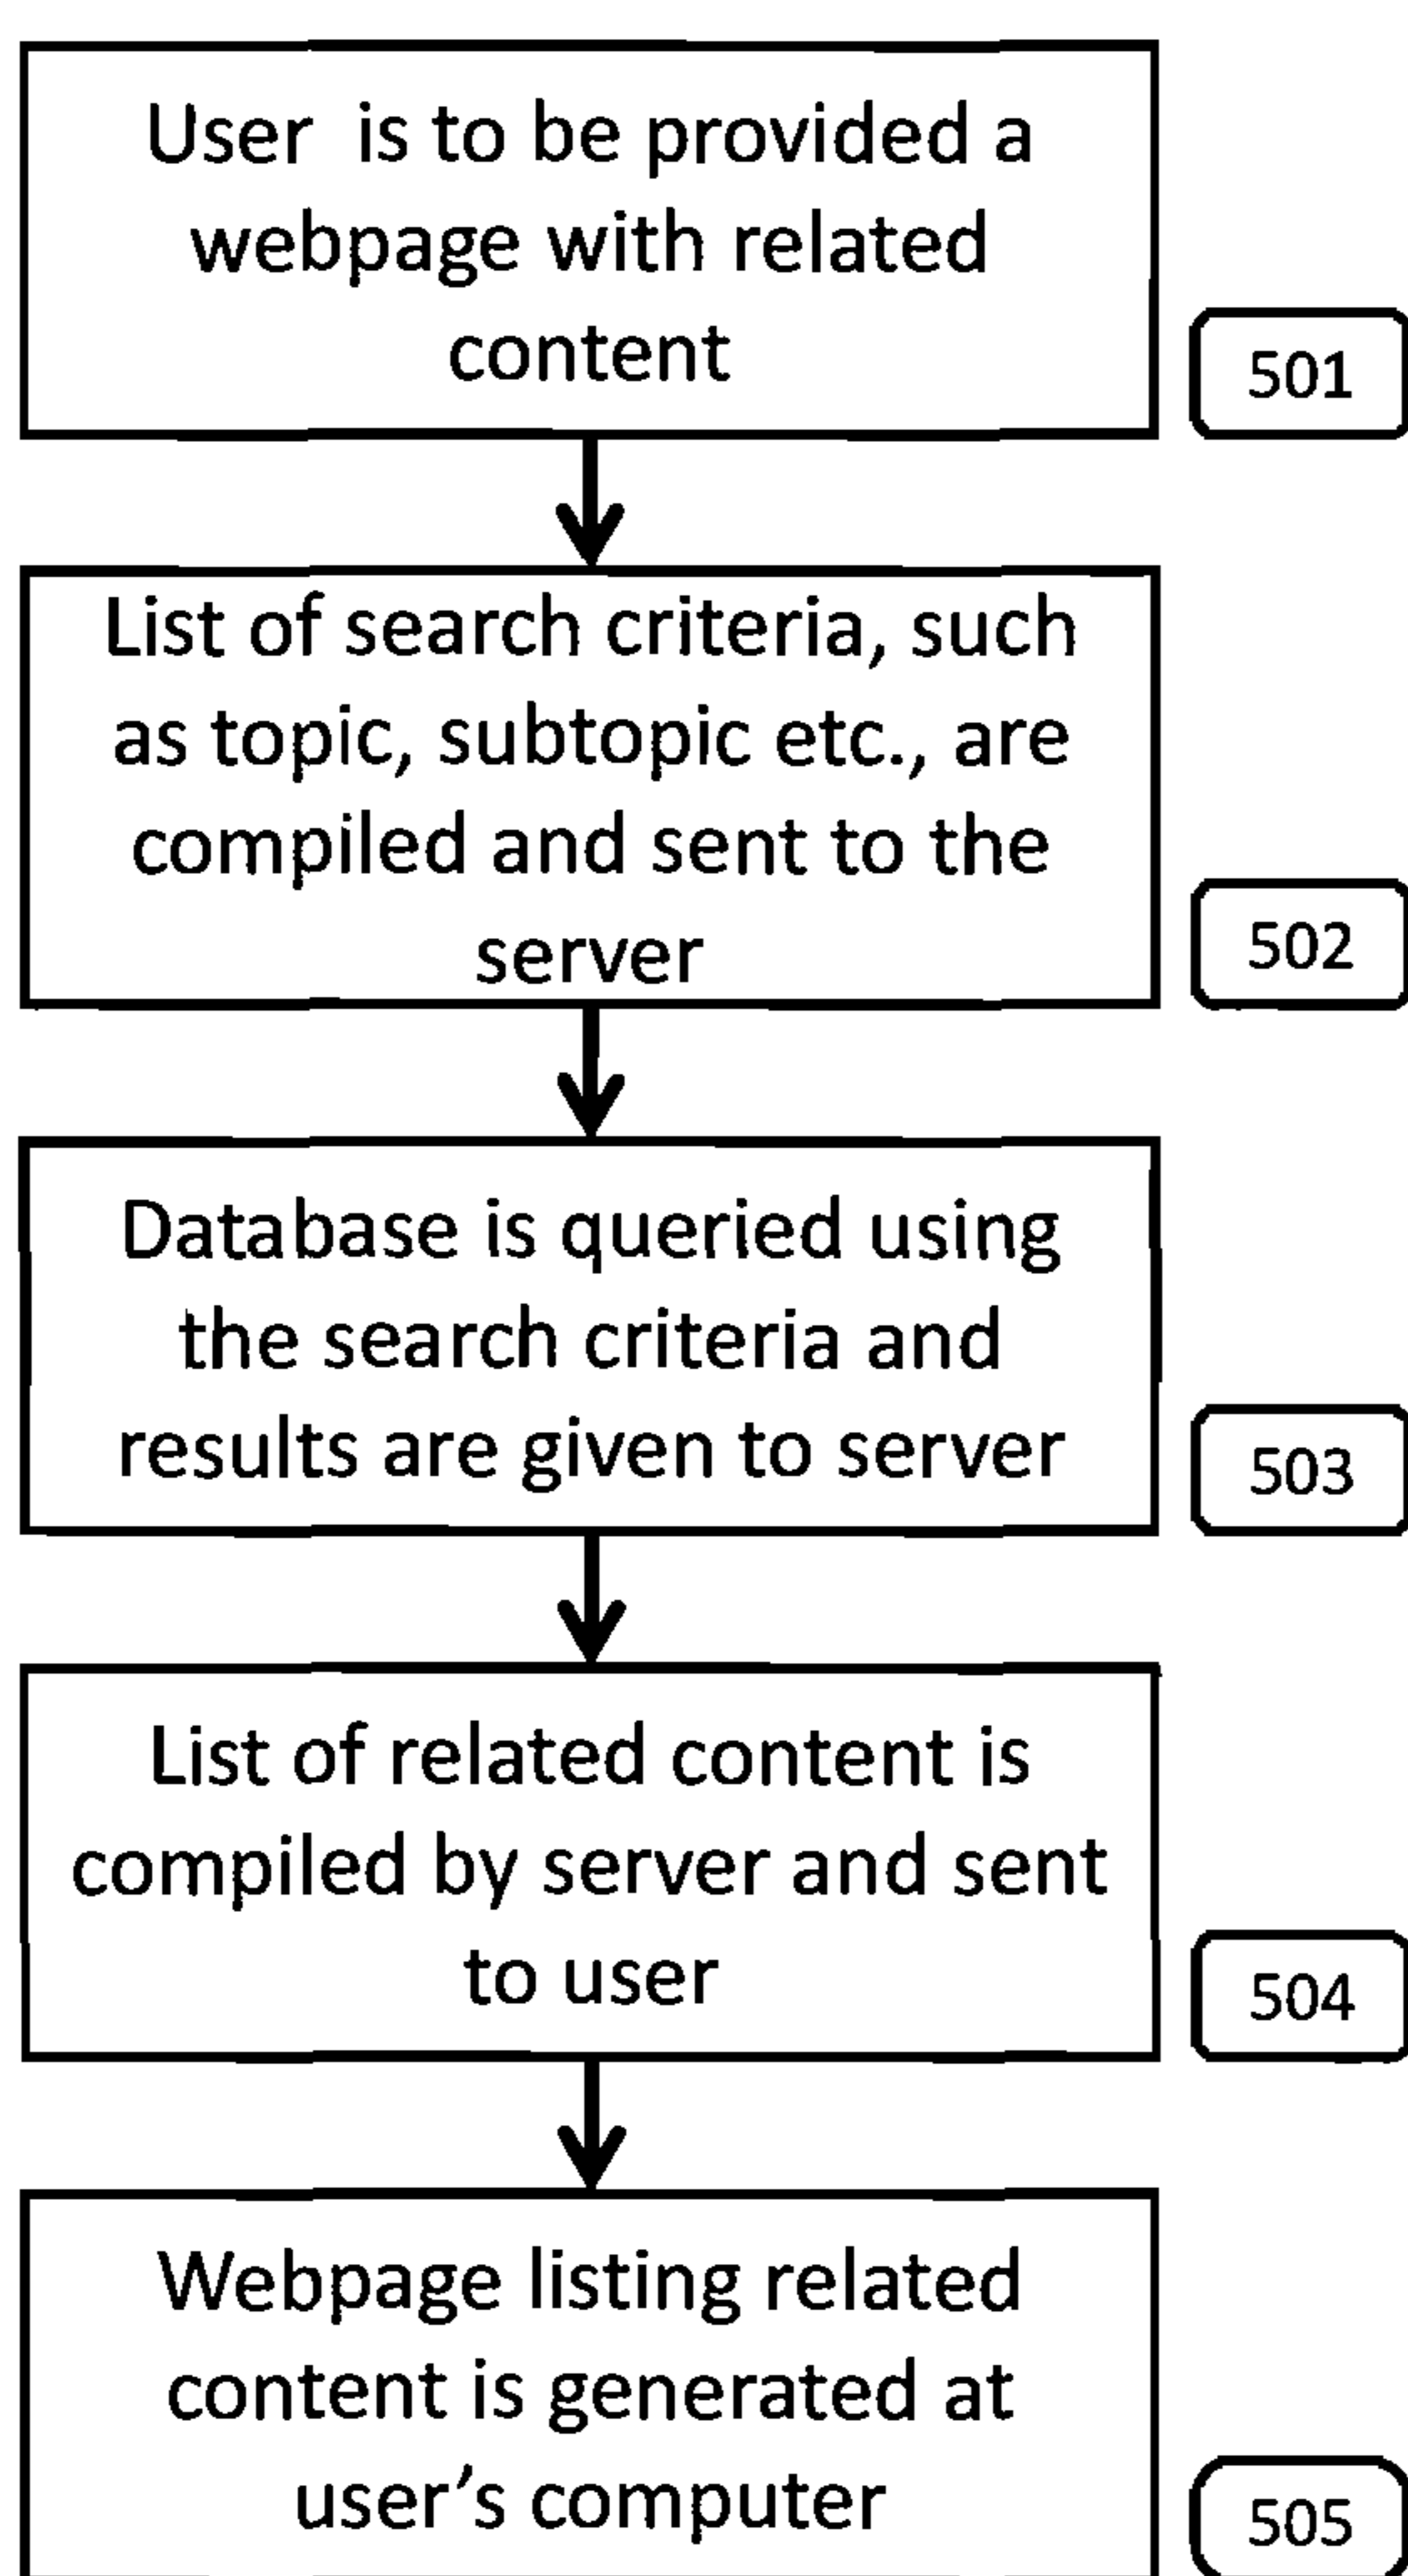 User is to be provided a
webpage with related
content
501
List of search criteria, such
as topic, subtopic etc., are
compiled and sent to the
server
502
Database is queried using
the search criteria and
results are given to server
503
List of related content is
compiled by server and sent
to user
504
Webpage listing related
content is generated at
user's computer
505